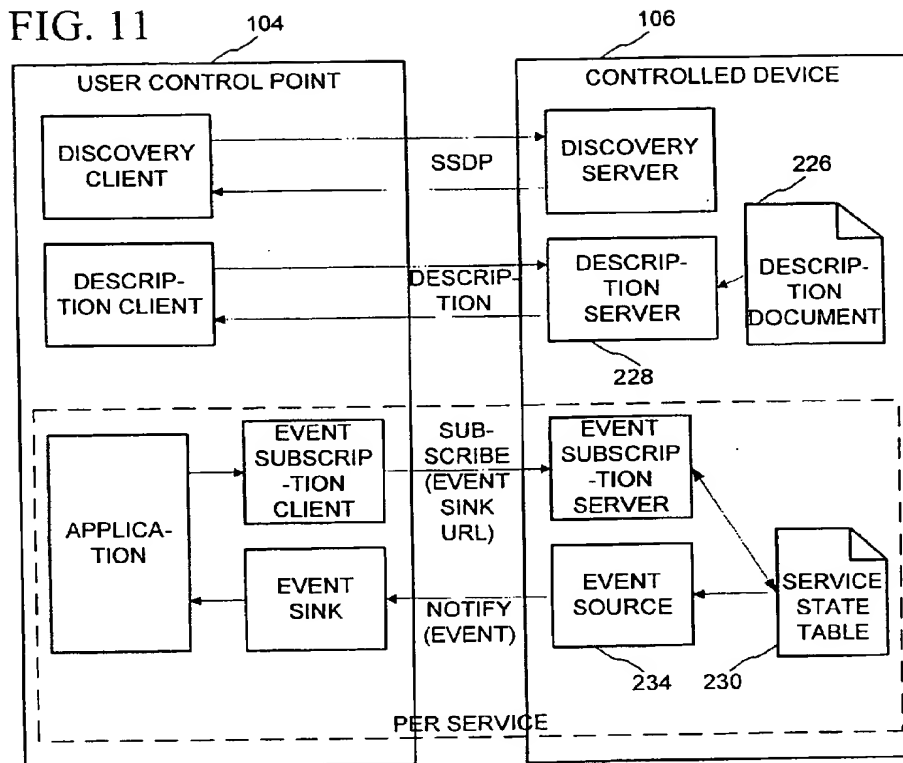 FIG. 11
104
106
USER CONTROL POINT
CONTROLLED DEVICE
DISCOVERY
CLIENT
SSDP
DISCOVERY
SERVER
226
DESCRIP-
TION CLIENT
DESCRIP-
TION
DESCRIP-
TION
SERVER
DESCRIP-
TION
DOCUMENT
228
APPLICA-
TION
EVENT
SUBSCRIP
-TION
CLIENT
SUB-
SCRIBE
(EVENT
SINK
URL)
EVENT
SUBSCRIP
-TION
SERVER
EVENT
SINK
NOTIFY
(EVENT)
EVENT
SOURCE
SERVICE
STATE
TABLE
234
230
PER SERVICE